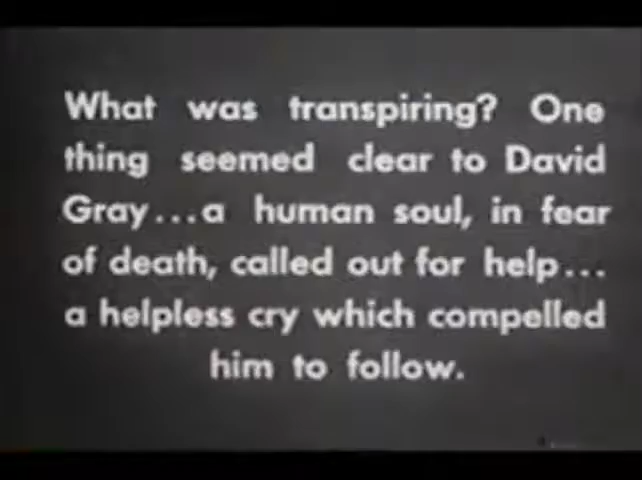 What was transpiring? One
thing seemed clear to David
Gray...a human soul, in fear
of death, called out for help...
a helpless cry which compelled
him to follow.